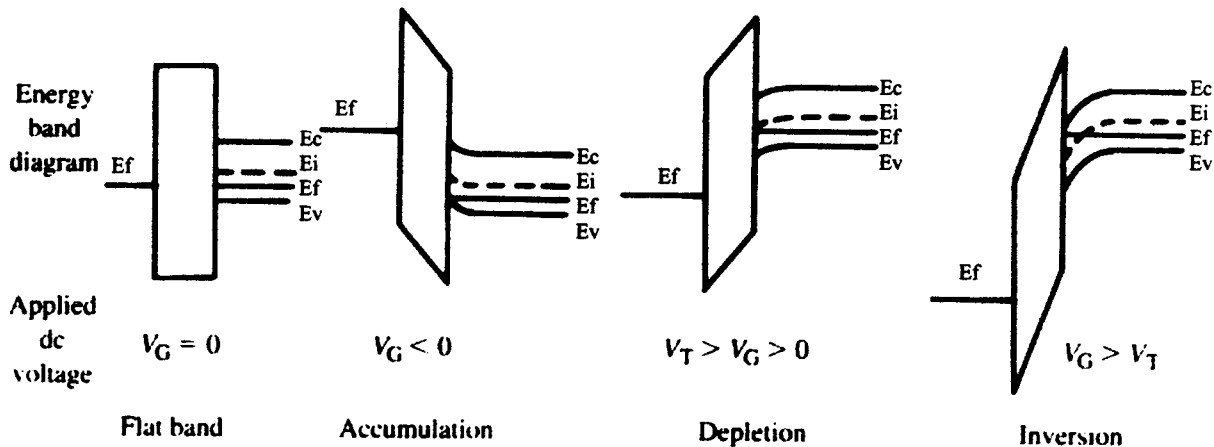 Energy band diagram
Ef
Ec
Ei
Ef
Ev
Ef
Ec
Ei
Ef
Ev
Ef
Ec
Ei
Ef
Ev
Ef
Ec
Ei
Ef
Ev
Applied dc voltage
V_G = 0
V_G < 0
V_T > V_G > 0
V_G > V_T
Flat band
Accumulation
Depletion
Inversion